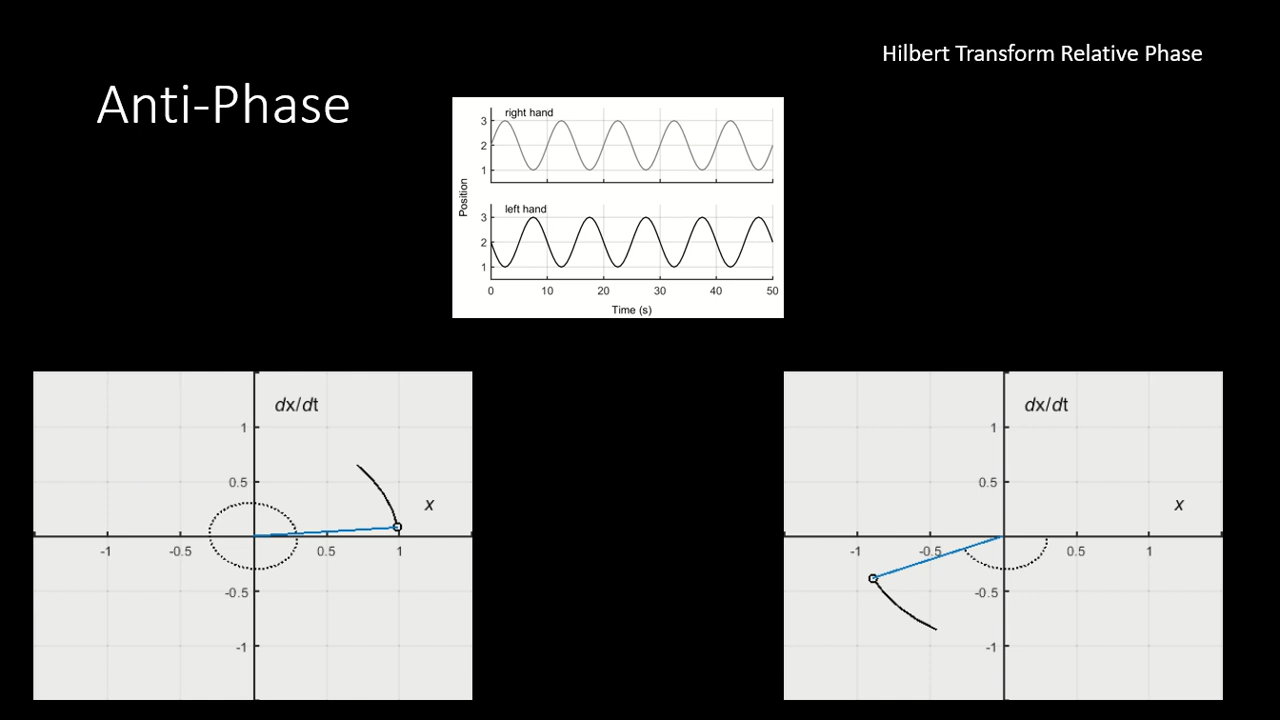 Hilbert Transform Relative Phase
Anti-Phase
right hand
3
2
1
Position
left hand
3
2
1
0 10 20 30 40 50
Time (s)
dx/dt
1
0.5
x
-1 -0.5 0.5 1
-0.5
-1
dx/dt
1
0.5
x
-1 -0.5 0.5 1
-0.5
-1